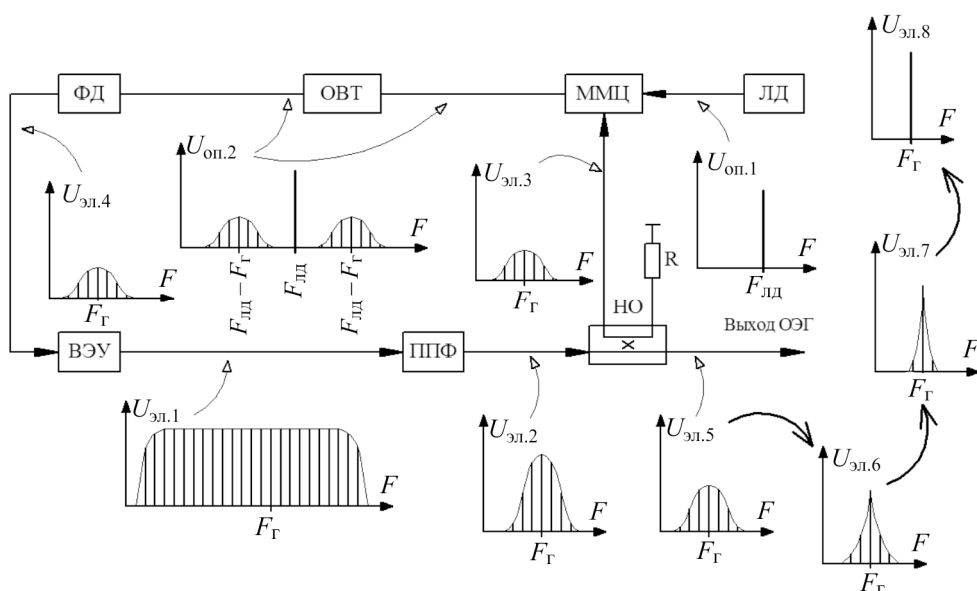 Uэл.8
F
Fг
ФД
ОВТ
ММЦ
ЛД
Uоп.2
Uэл.3
Uоп.1
Uэл.4
F
F
F
F
Fг
Fлд – Fг
Fлд
Fлд – Fг
Fг
Fлд
R
НО
Выход ОЭГ
Uэл.7
F
Fг
ВЭУ
ППФ
Uэл.1
F
Fг
Uэл.2
F
Fг
Uэл.5
F
Fг
Uэл.6
F
Fг